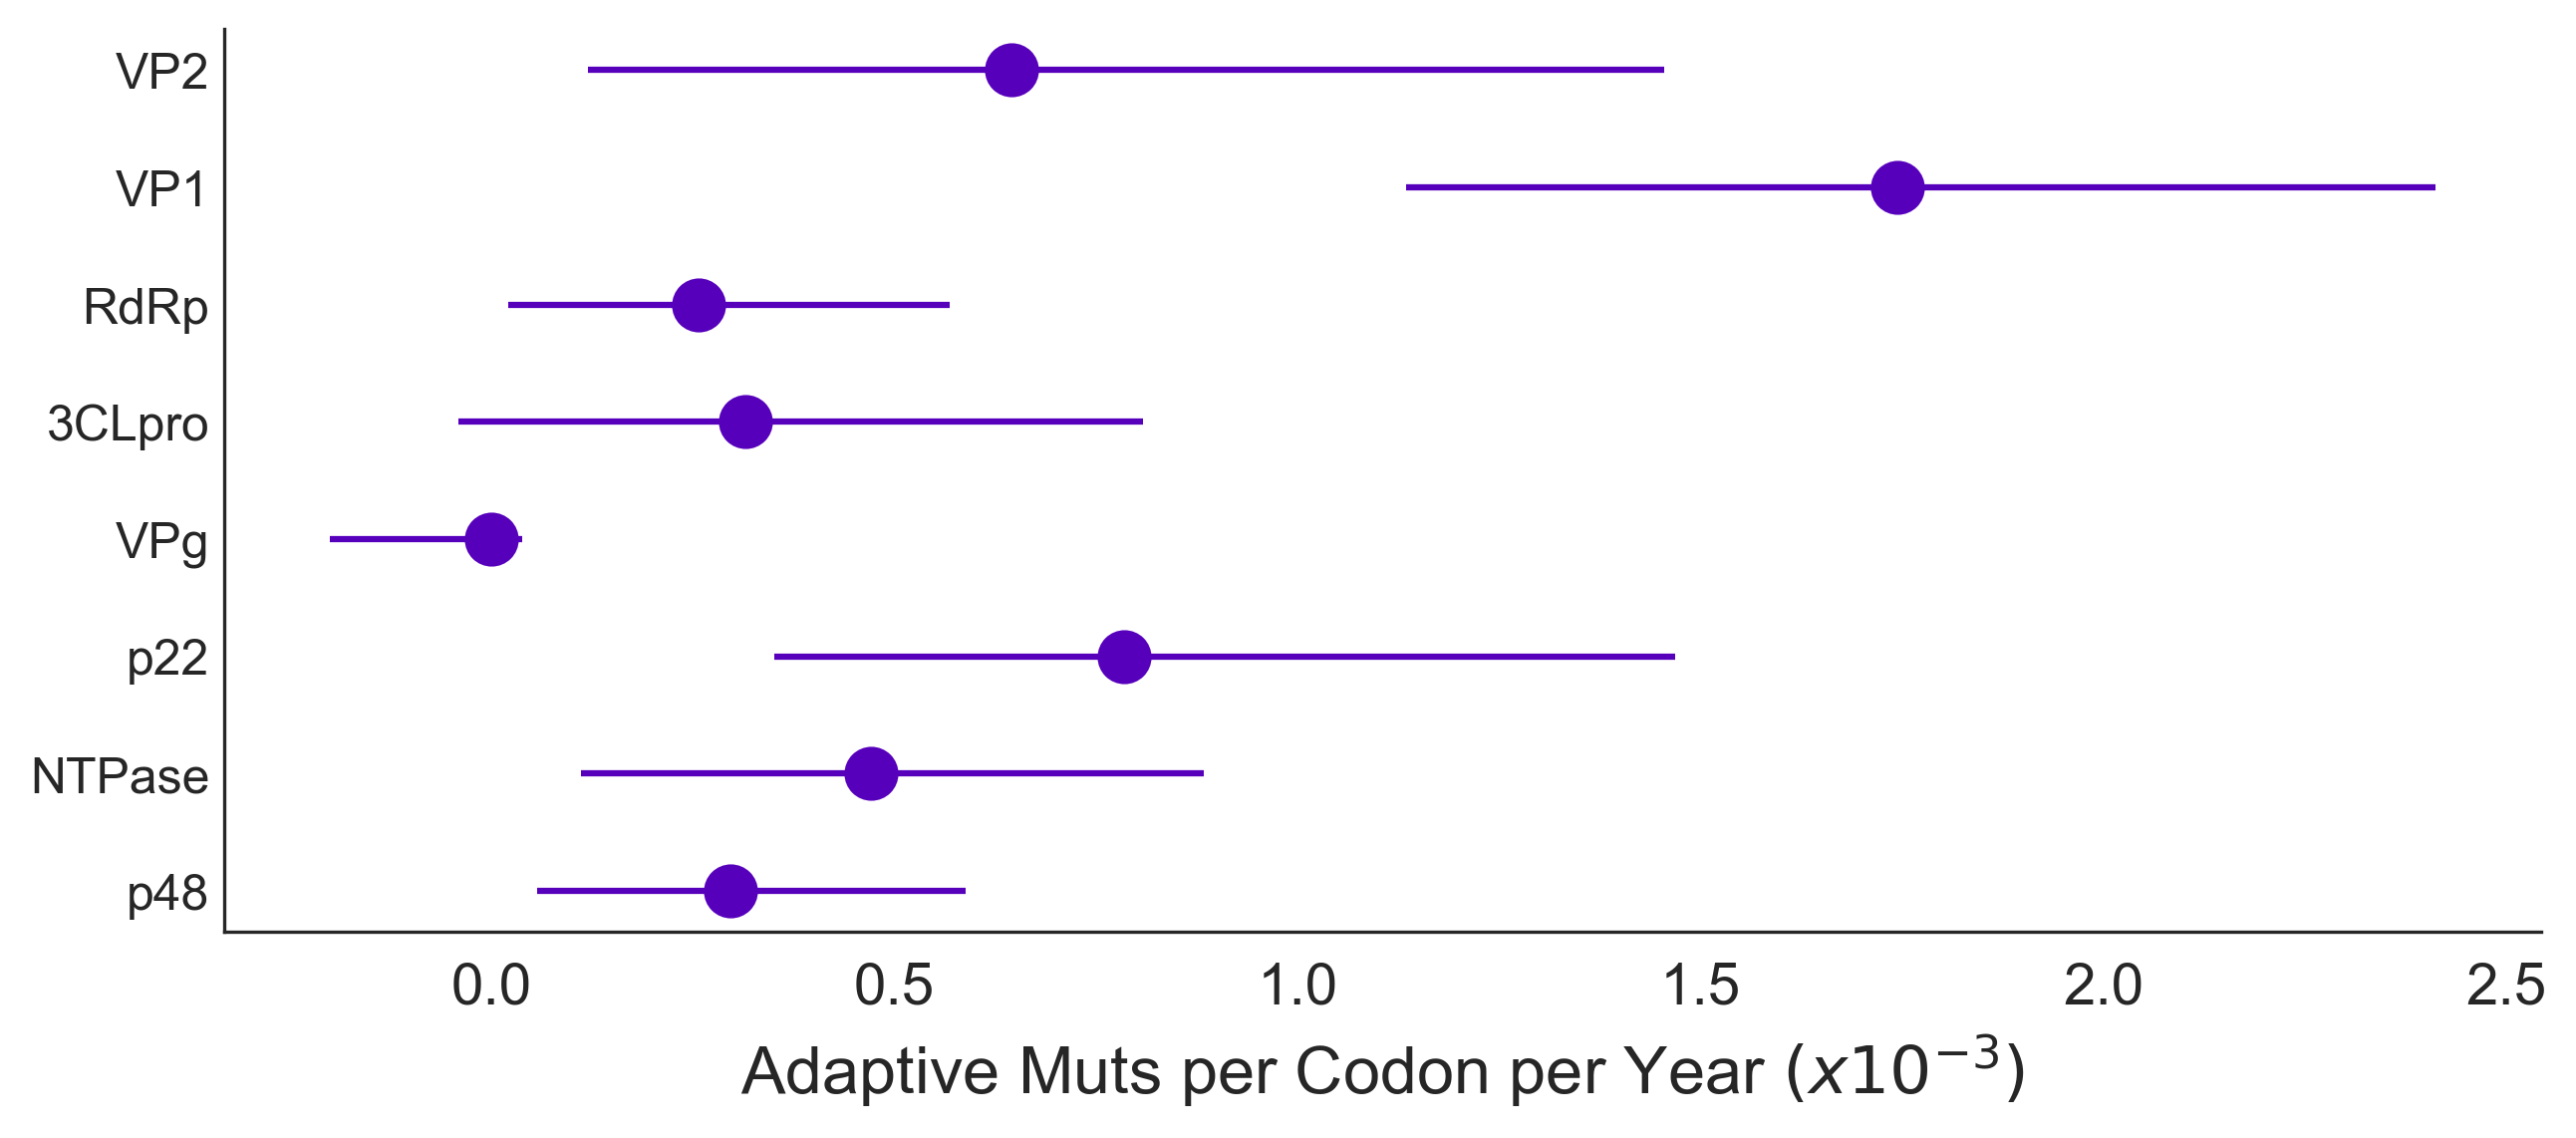 VP2
VP1
RdRp
3CLpro
VPg
p22
NTPase
p48
0.0 0.5 1.0 1.5 2.0 2.5
Adaptive Muts per Codon per Year (x10⁻³)